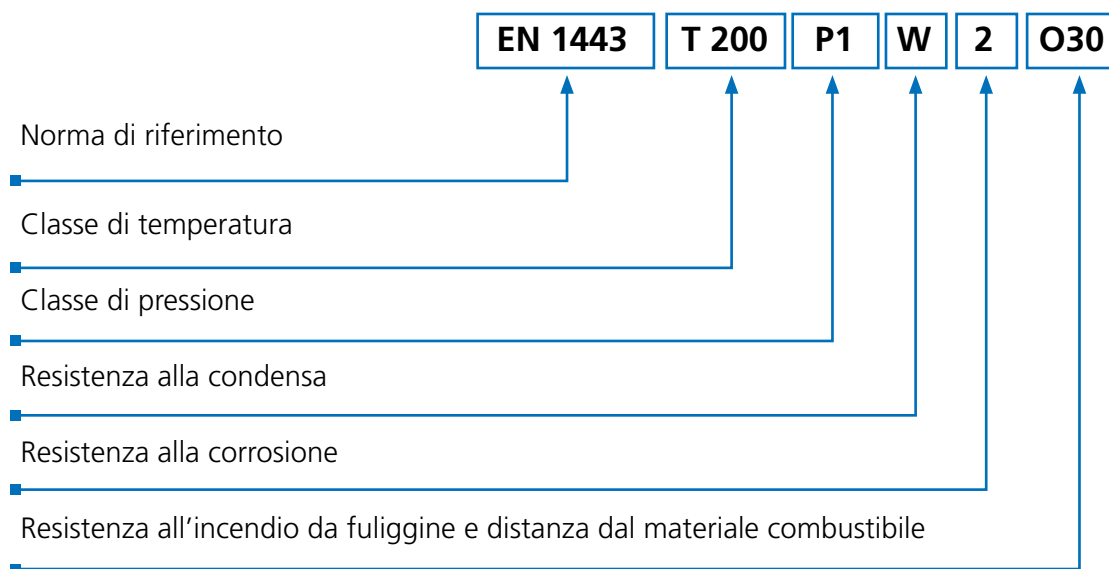 EN 1443 T 200 P1 W 2 O30
Norma di riferimento
Classe di temperatura
Classe di pressione
Resistenza alla condensa
Resistenza alla corrosione
Resistenza all’incendio da fuliggine e distanza dal materiale combustibile